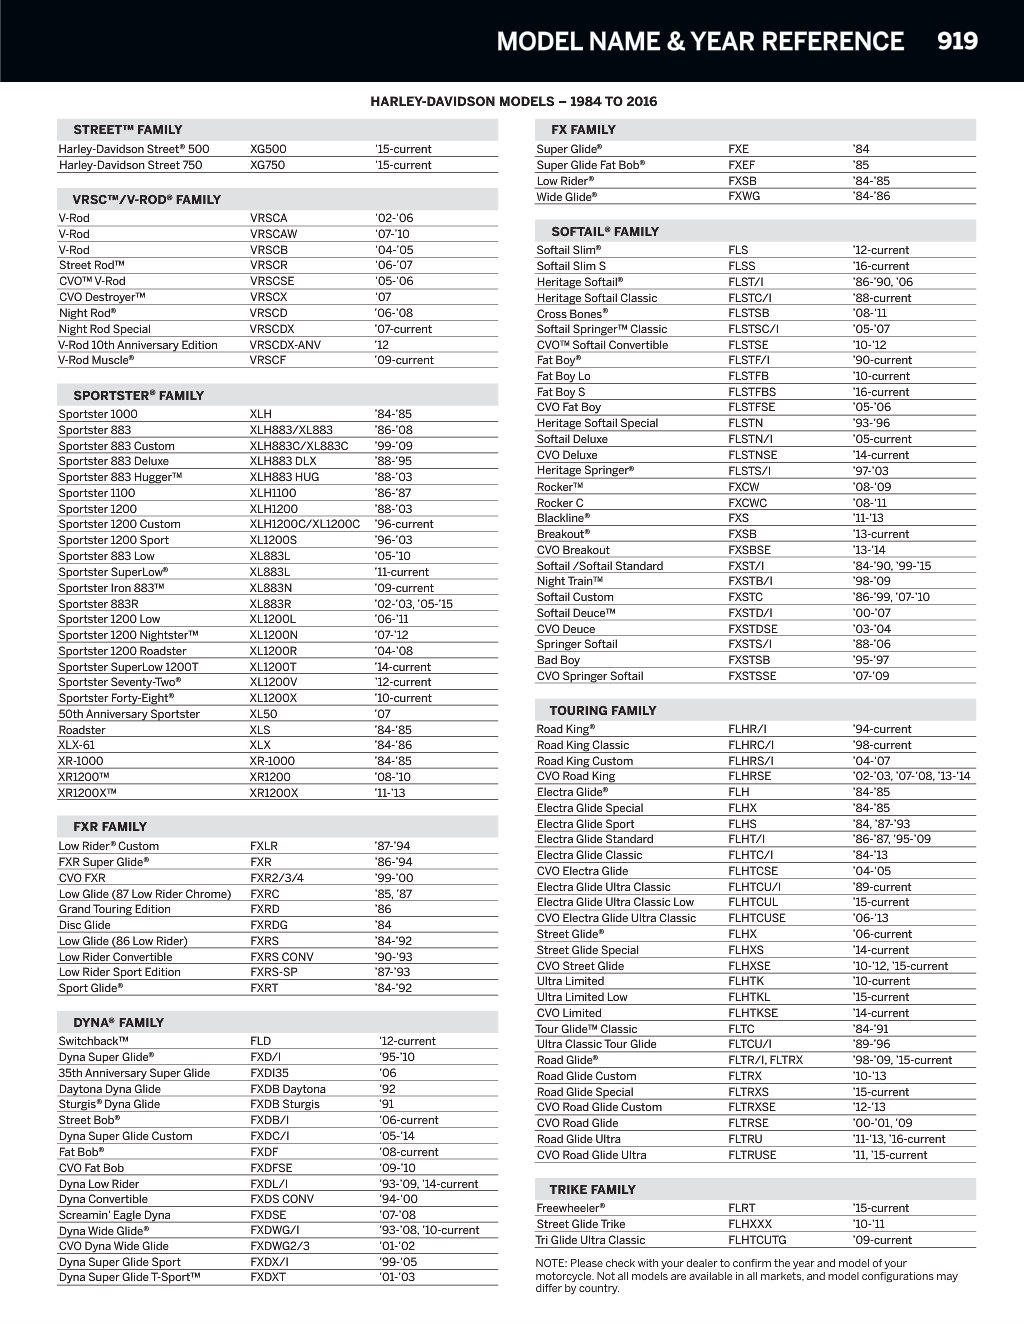 MODEL NAME & YEAR REFERENCE 919
HARLEY-DAVIDSON MODELS – 1984 TO 2016
STREET™ FAMILY
Harley-Davidson Street® 500 XG500 '15-current
Harley-Davidson Street 750 XG750 '15-current
VRSC™/V-ROD® FAMILY
V-Rod VRSCA '02-'06
V-Rod VRSCAW '07-'10
V-Rod VRSCB '04-'05
Street Rod™ VRSCR '06-'07
CVO™ V-Rod VRSCSE '05-'06
CVO Destroyer™ VRSCX '07
Night Rod® VRSCD '06-'08
Night Rod Special VRSCDX '07-current
V-Rod 10th Anniversary Edition VRSCDX-ANV '12
V-Rod Muscle® VRSCF '09-current
SPORTSTER® FAMILY
Sportster 1000 XLH '84-'85
Sportster 883 XLH883/XL883 '86-'08
Sportster 883 Custom XLH883C/XL883C '99-'09
Sportster 883 Deluxe XLH883 DLX '88-'95
Sportster 883 Hugger™ XLH883 HUG '88-'03
Sportster 1100 XLH1100 '86-'87
Sportster 1200 XLH1200 '88-'03
Sportster 1200 Custom XLH1200C/XL1200C '96-current
Sportster 1200 Sport XL1200S '96-'03
Sportster 883 Low XL883L '05-'10
Sportster SuperLow® XL883L '11-current
Sportster Iron 883™ XL883N '09-current
Sportster 883R XL883R '02-'03, '05-'15
Sportster 1200 Low XL1200L '06-'11
Sportster 1200 Nightster™ XL1200N '07-'12
Sportster 1200 Roadster XL1200R '04-'08
Sportster SuperLow 1200T XL1200T '14-current
Sportster Seventy-Two® XL1200V '12-current
Sportster Forty-Eight® XL1200X '10-current
50th Anniversary Sportster XL50 '07
Roadster XLS '84-'85
XLX-61 XLX '84-'86
XR-1000 XR-1000 '84-'85
XR1200™ XR1200 '08-'10
XR1200X™ XR1200X '11-'13
FXR FAMILY
Low Rider® Custom FXLR '87-'94
FXR Super Glide® FXR '86-'94
CVO FXR FXR2/3/4 '99-'00
Low Glide (87 Low Rider Chrome) FXRC '85, '87
Grand Touring Edition FXRD '86
Disc Glide FXRDG '84
Low Glide (86 Low Rider) FXRS '84-'92
Low Rider Convertible FXRS CONV '90-'93
Low Rider Sport Edition FXRS-SP '87-'93
Sport Glide® FXRT '84-'92
DYNA® FAMILY
Switchback™ FLD '12-current
Dyna Super Glide® FXD/I '95-'10
35th Anniversary Super Glide FXDI35 '06
Daytona Dyna Glide FXDB Daytona '92
Sturgis® Dyna Glide FXDB Sturgis '91
Street Bob® FXDB/I '06-current
Dyna Super Glide Custom FXDC/I '05-'14
Fat Bob® FXDF '08-current
CVO Fat Bob FXDFSE '09-'10
Dyna Low Rider FXDL/I '93-'09, '14-current
Dyna Convertible FXDS CONV '94-'00
Screamin' Eagle Dyna FXDSE '07-'08
Dyna Wide Glide® FXDWG/I '93-'08, '10-current
CVO Dyna Wide Glide FXDWG2/3 '01-'02
Dyna Super Glide Sport FXDX/I '99-'05
Dyna Super Glide T-Sport™ FXDXT '01-'03
FX FAMILY
Super Glide® FXE '84
Super Glide Fat Bob® FXEF '85
Low Rider® FXSB '84-'85
Wide Glide® FXWG '84-'86
SOFTAIL® FAMILY
Softail Slim® FLS '12-current
Softail Slim S FLSS '16-current
Heritage Softail® FLST/I '86-'90, '06
Heritage Softail Classic FLSTC/I '88-current
Cross Bones® FLSTSB '08-'11
Softail Springer™ Classic FLSTSC/I '05-'07
CVO™ Softail Convertible FLSTSE '10-'12
Fat Boy® FLSTF/I '90-current
Fat Boy Lo FLSTFB '10-current
Fat Boy S FLSTFBS '16-current
CVO Fat Boy FLSTFSE '05-'06
Heritage Softail Special FLSTN '93-'96
Softail Deluxe FLSTN/I '05-current
CVO Deluxe FLSTNSE '14-current
Heritage Springer® FLSTS/I '97-'03
Rocker™ FXCW '08-'09
Rocker C FXCWC '08-'11
Blackline® FXS '11-'13
Breakout® FXSB '13-current
CVO Breakout FXSBSE '13-'14
Softail /Softail Standard FXST/I '84-'90, '99-'15
Night Train™ FXSTB/I '98-'09
Softail Custom FXSTC '86-'99, '07-'10
Softail Deuce™ FXSTD/I '00-'07
CVO Deuce FXSTDSE '03-'04
Springer Softail FXSTS/I '88-'06
Bad Boy FXSTSB '95-'97
CVO Springer Softail FXSTSSE '07-'09
TOURING FAMILY
Road King® FLHR/I '94-current
Road King Classic FLHRC/I '98-current
Road King Custom FLHRS/I '04-'07
CVO Road King FLHRSE '02-'03, '07-'08, '13-'14
Electra Glide® FLH '84-'85
Electra Glide Special FLHX '84-'85
Electra Glide Sport FLHS '84, '87-'93
Electra Glide Standard FLHT/I '86-'87, '95-'09
Electra Glide Classic FLHTC/I '84-'13
CVO Electra Glide FLHTCSE '04-'05
Electra Glide Ultra Classic FLHTCU/I '89-current
Electra Glide Ultra Classic Low FLHTCUL '15-current
CVO Electra Glide Ultra Classic FLHTCUSE '06-'13
Street Glide® FLHX '06-current
Street Glide Special FLHXS '14-current
CVO Street Glide FLHXSE '10-'12, '15-current
Ultra Limited FLHTK '10-current
Ultra Limited Low FLHTKL '15-current
CVO Limited FLHTKSE '14-current
Tour Glide™ Classic FLTC '84-'91
Ultra Classic Tour Glide FLTCU/I '89-'96
Road Glide® FLTR/I, FLTRX '98-'09, '15-current
Road Glide Custom FLTRX '10-'13
Road Glide Special FLTRXS '15-current
CVO Road Glide Custom FLTRXSE '12-'13
CVO Road Glide FLTRSE '00-'01, '09
Road Glide Ultra FLTRU '11-'13, '16-current
CVO Road Glide Ultra FLTRUSE '11, '15-current
TRIKE FAMILY
Freewheeler® FLRT '15-current
Street Glide Trike FLHXXX '10-'11
Tri Glide Ultra Classic FLHTCUTG '09-current
NOTE: Please check with your dealer to confirm the year and model of your
motorcycle. Not all models are available in all markets, and model configurations may
differ by country.